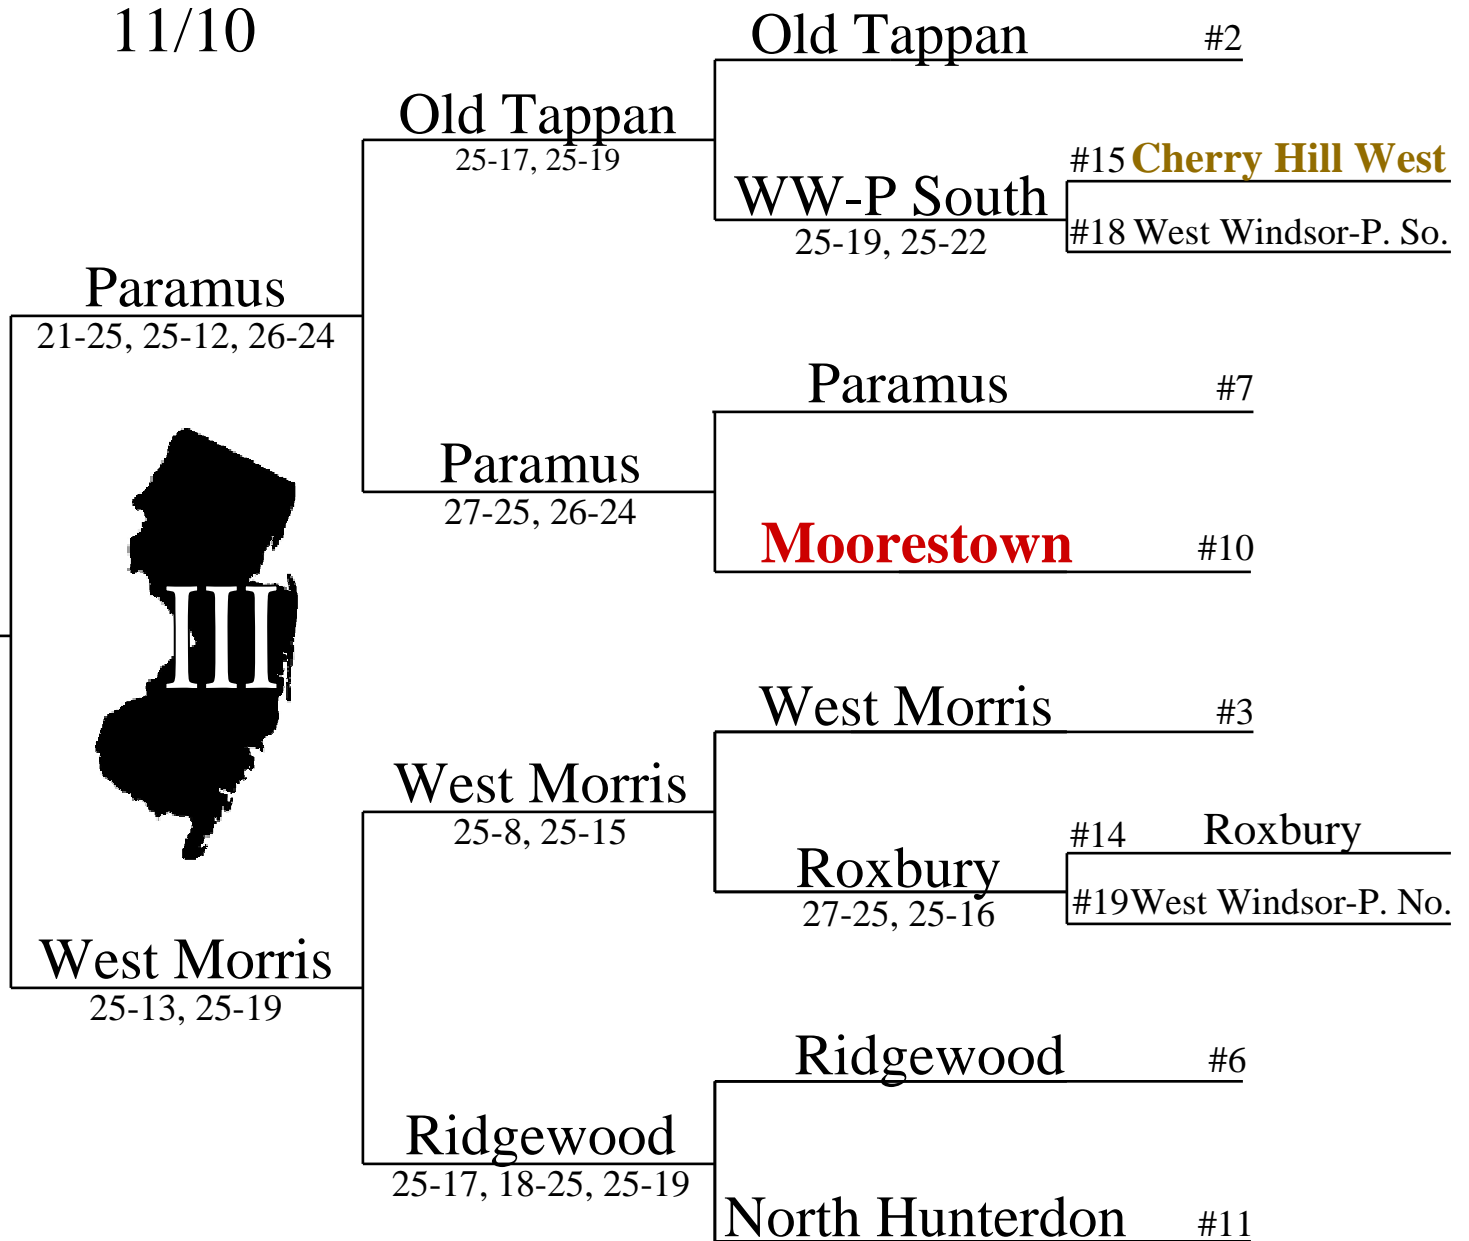 11/10
Old Tappan #2
Old Tappan
25-17, 25-19
#15 Cherry Hill West
WW-P South
25-19, 25-22
#18 West Windsor-P. So.
Paramus
21-25, 25-12, 26-24
Paramus #7
Paramus
27-25, 26-24
Moorestown #10
III
West Morris #3
West Morris
25-8, 25-15
#14 Roxbury
Roxbury
27-25, 25-16
#19 West Windsor-P. No.
West Morris
25-13, 25-19
Ridgewood #6
Ridgewood
25-17, 18-25, 25-19
North Hunterdon #11